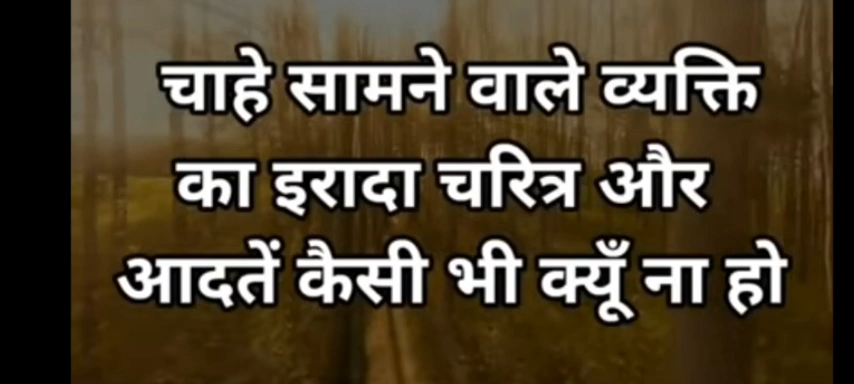 चाहे सामने वाले व्यक्ति
का इरादा चरित्र और
आदतें कैसी भी क्यूँ ना हो